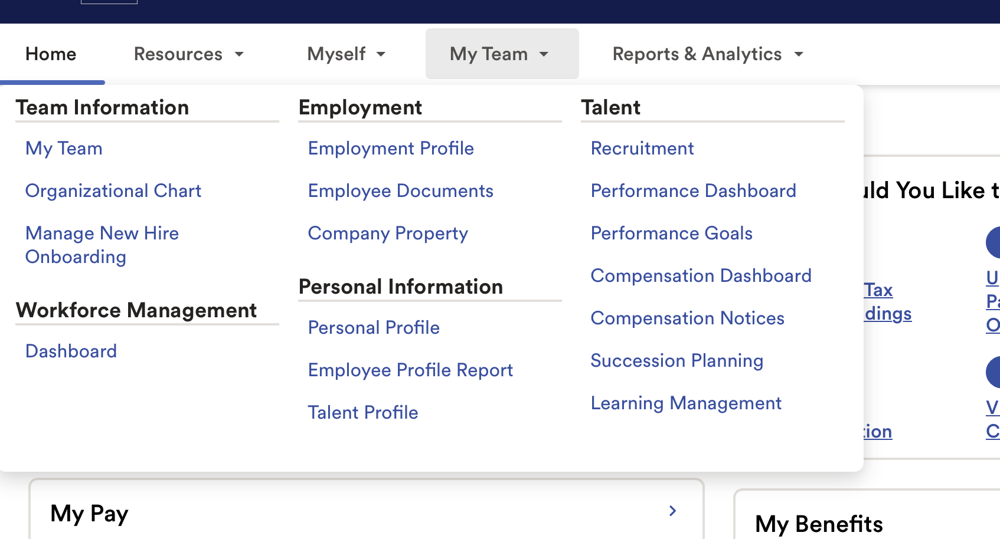 Home
Resources
Myself
My Team
Reports & Analytics
Team Information
My Team
Organizational Chart
Manage New Hire
Onboarding
Workforce Management
Dashboard
Employment
Employment Profile
Employee Documents
Company Property
Personal Information
Personal Profile
Employee Profile Report
Talent Profile
Talent
Recruitment
Performance Dashboard
Performance Goals
Compensation Dashboard
Compensation Notices
Succession Planning
Learning Management
You Like
Tax
My Pay
My Benefits